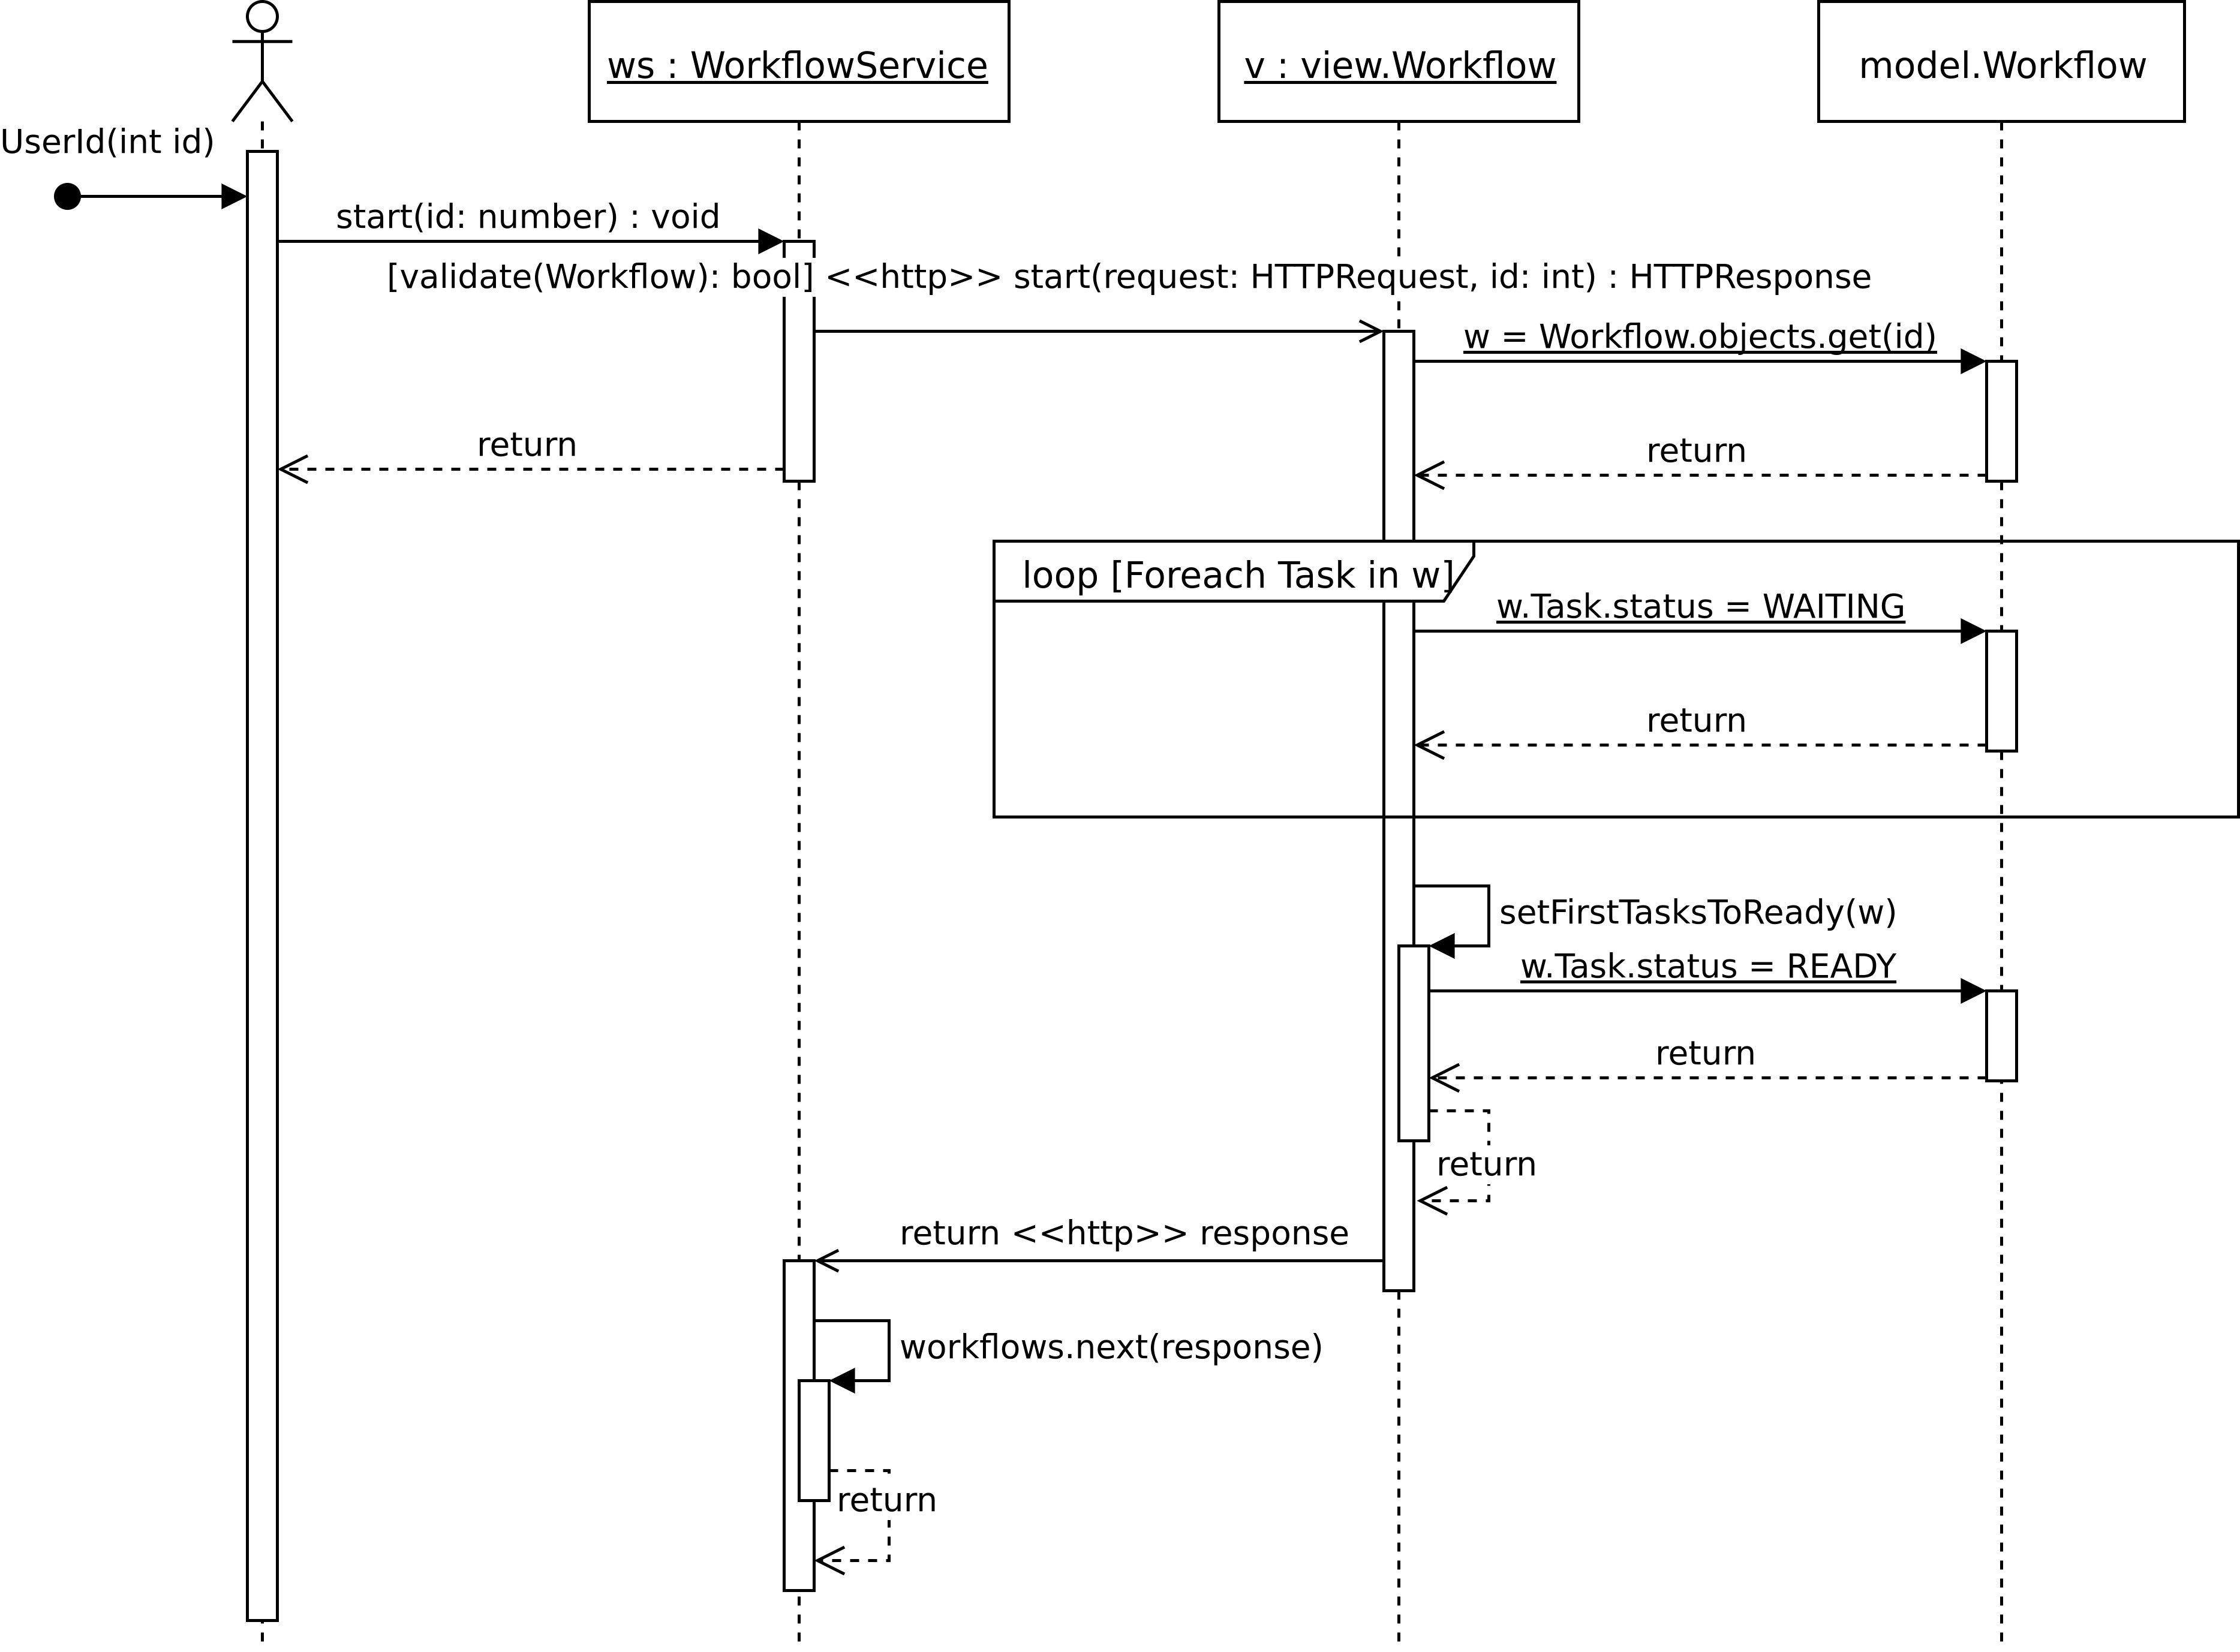 ws : WorkflowService
v : view.Workflow
model.Workflow
UserId(int id)
start(id: number) : void
[validate(Workflow): bool] <<http>> start(request: HTTPRequest, id: int) : HTTPResponse
w = Workflow.objects.get(id)
return
return
loop [Foreach Task in w]
w.Task.status = WAITING
return
setFirstTasksToReady(w)
w.Task.status = READY
return
return
return <<http>> response
workflows.next(response)
return